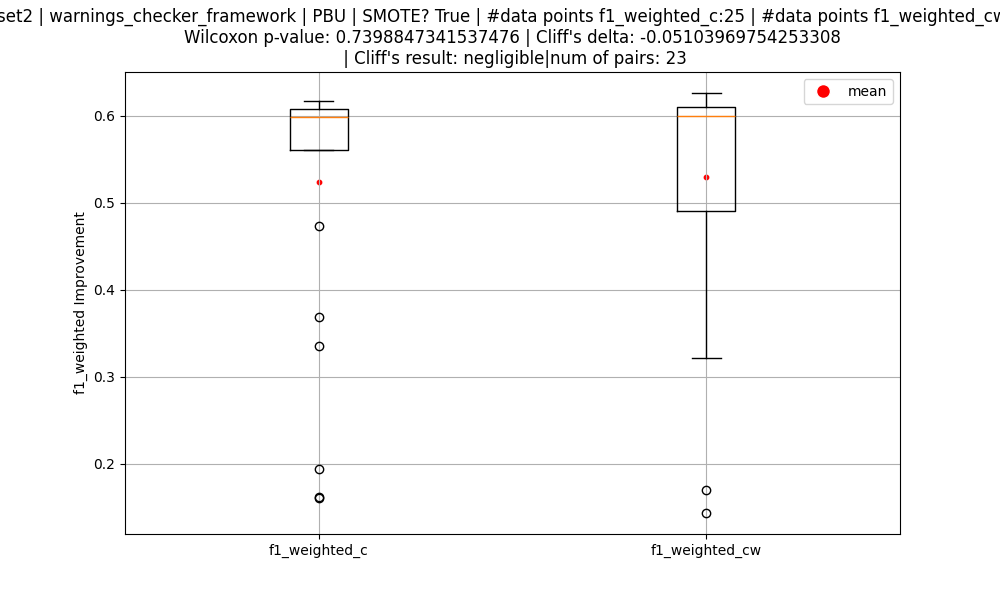 set2 | warnings_checker_framework | PBU | SMOTE? True | #data points f1_weighted_c:25 | #data points f1_weighted_cw
Wilcoxon p-value: 0.7398847341537476 | Cliff's delta: -0.05103969754253308
| Cliff's result: negligible|num of pairs: 23
mean
0.6
0.5
0.4
0.3
0.2
f1_weighted Improvement
f1_weighted_c
f1_weighted_cw